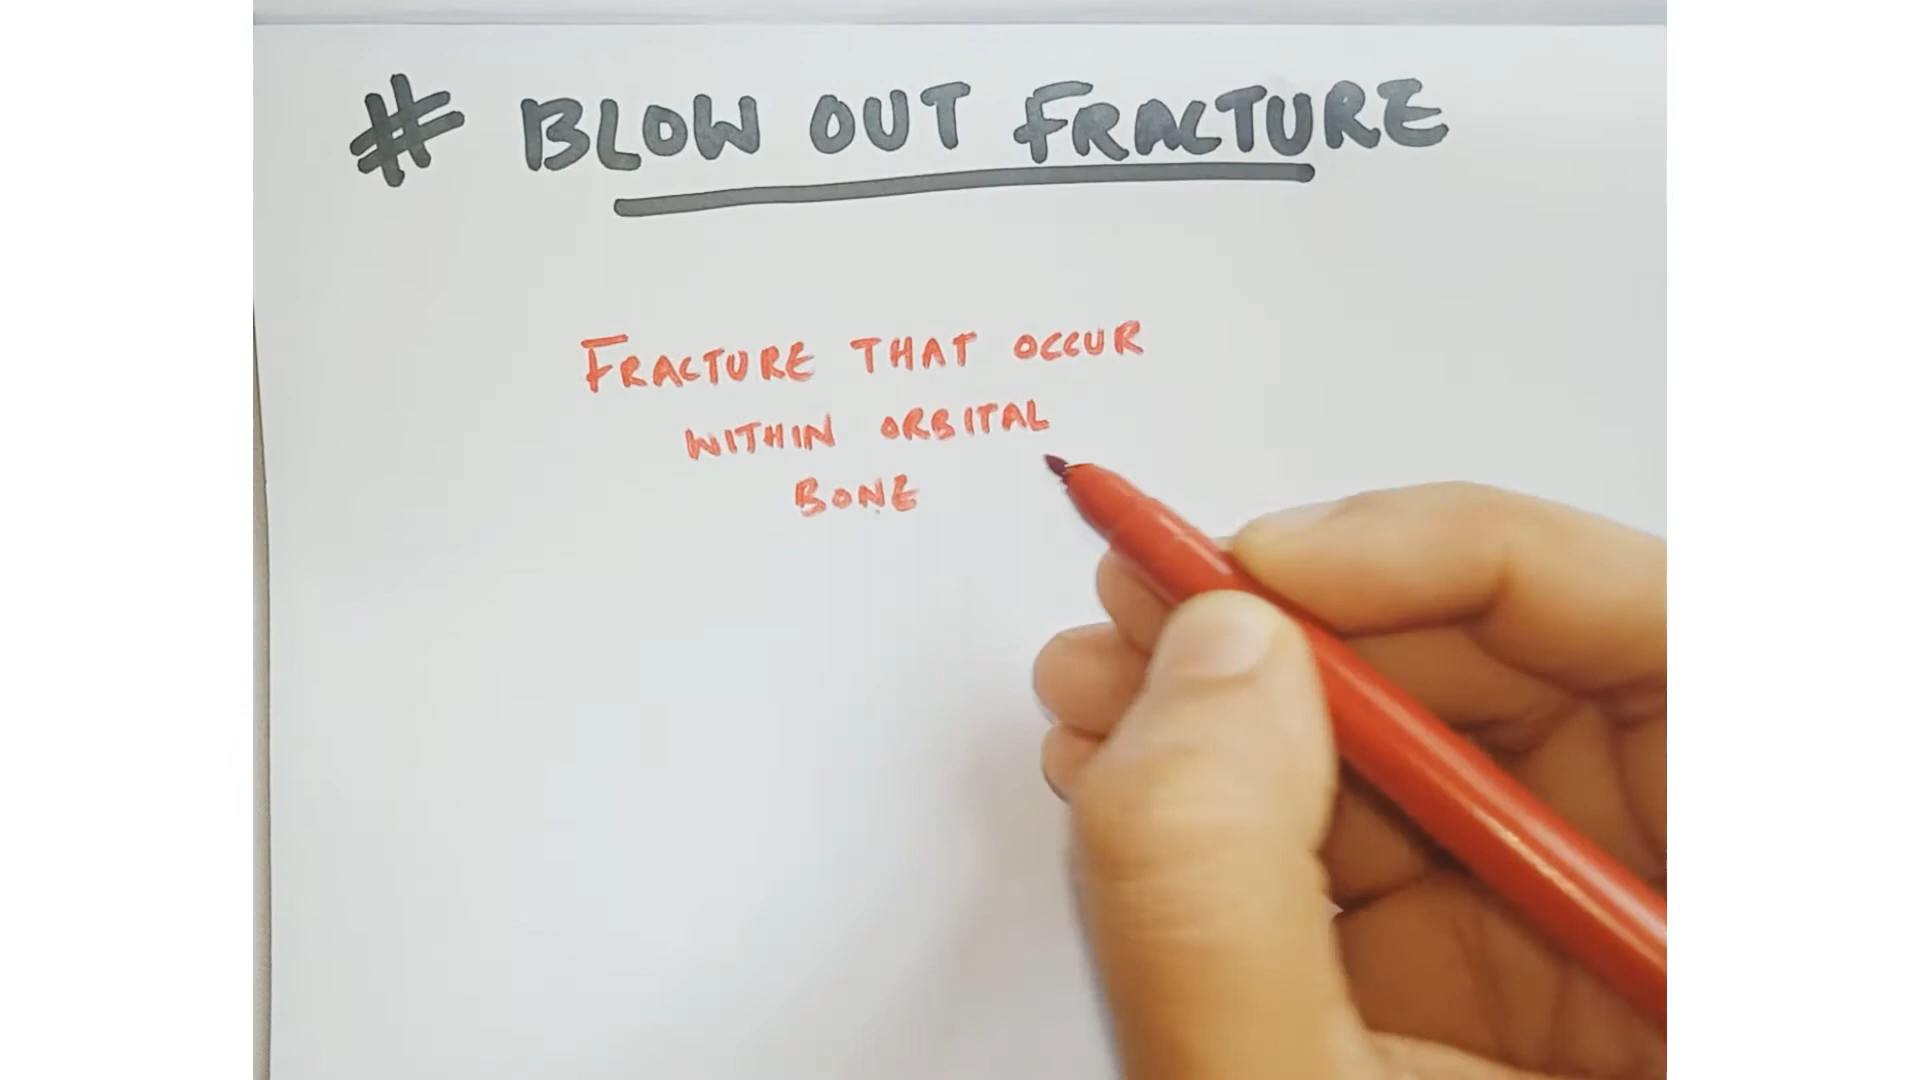 # BLOW OUT FRACTURE
FRACTURE THAT OCCUR
WITHIN ORBITAL
BONE